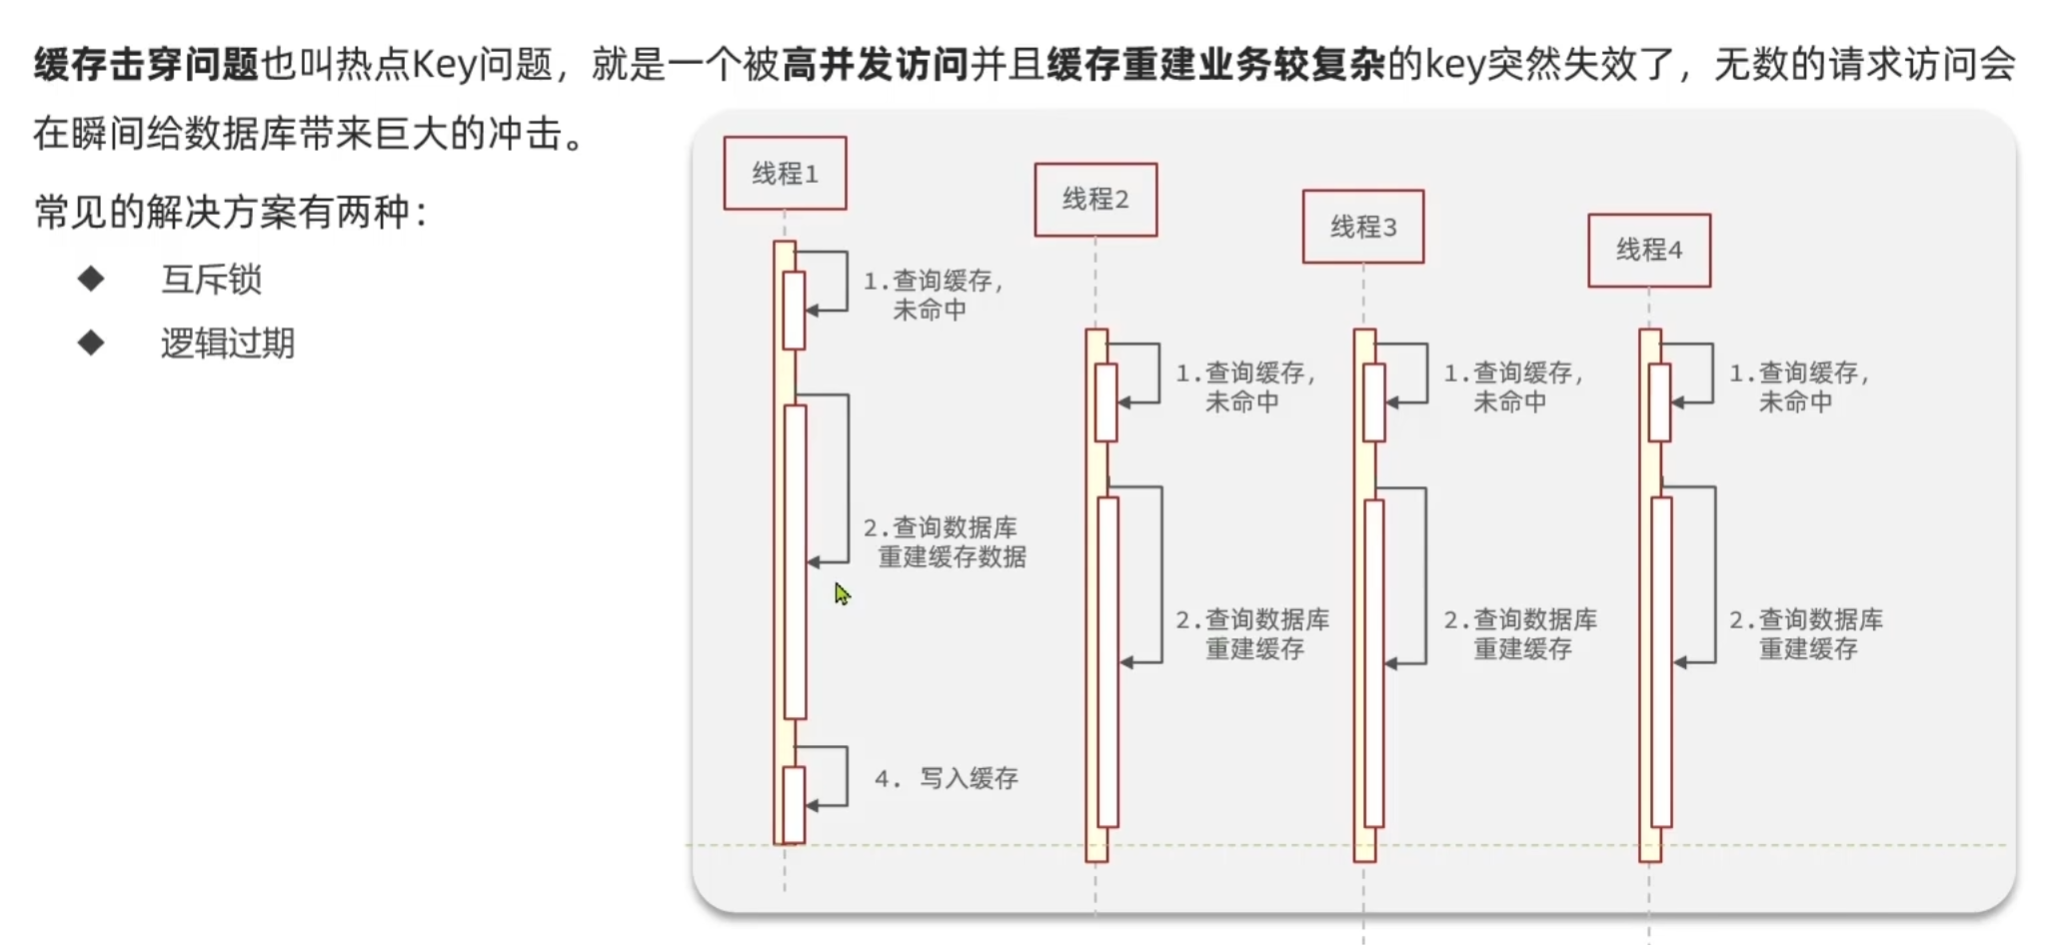 缓存击穿问题也叫热点Key问题，就是一个被高并发访问并且缓存重建业务较复杂的key突然失效了，无数的请求访问会
在瞬间给数据库带来巨大的冲击。
常见的解决方案有两种：
◆ 互斥锁
◆ 逻辑过期
线程1
1.查询缓存，
未命中
2.查询数据库
重建缓存数据
4. 写入缓存
线程2
1.查询缓存，
未命中
2.查询数据库
重建缓存
线程3
1.查询缓存，
未命中
2.查询数据库
重建缓存
线程4
1.查询缓存，
未命中
2.查询数据库
重建缓存